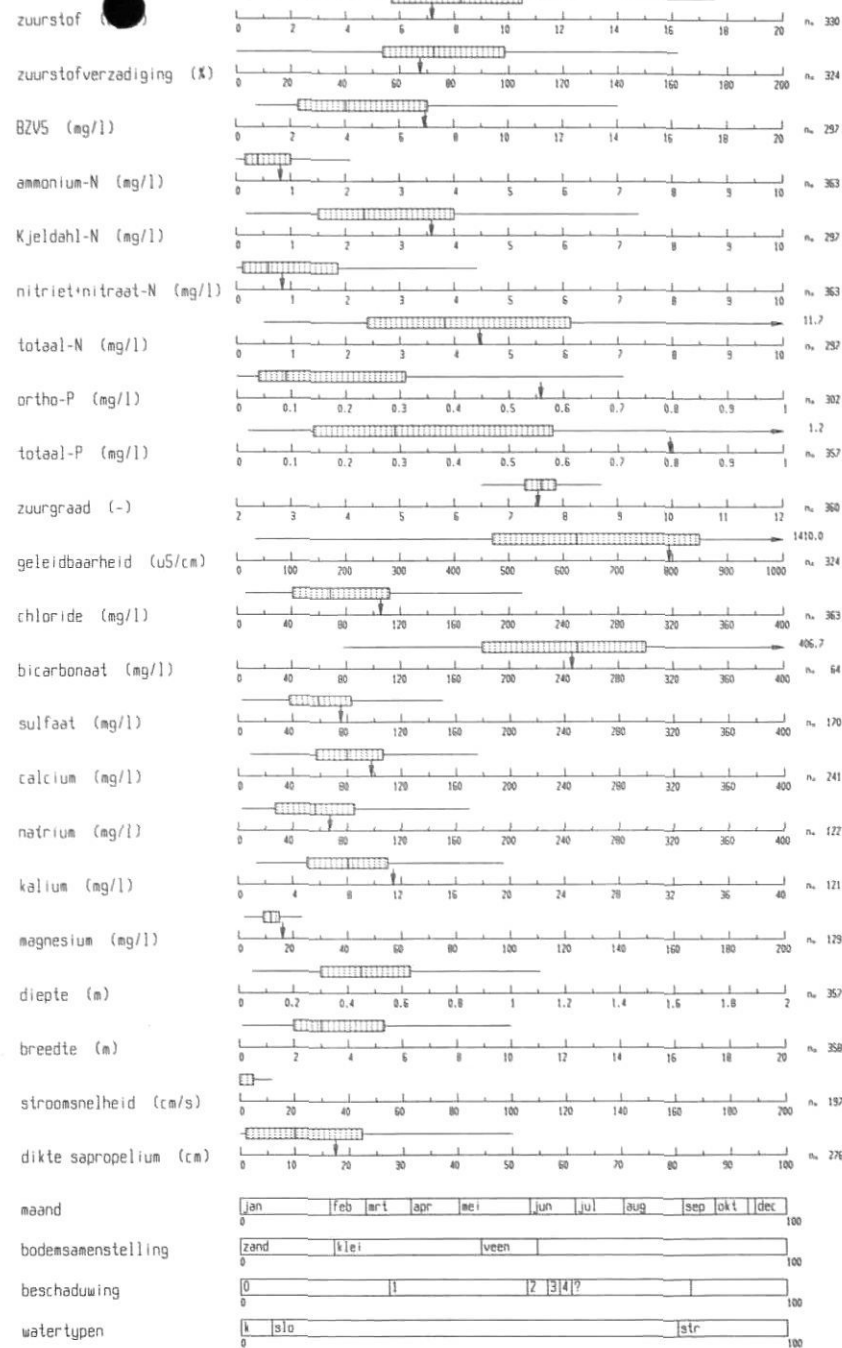 zuurstof
0 2 4 6 8 10 12 14 16 18 20 n= 330
zuurstofverzadiging (%)
0 20 40 60 80 100 120 140 160 180 200 n= 324
BZV5 (mg/l)
0 2 4 6 8 10 12 14 16 18 20 n= 297
ammonium-N (mg/l)
0 1 2 3 4 5 6 7 8 9 10 n= 363
Kjeldahl-N (mg/l)
0 1 2 3 4 5 6 7 8 9 10 n= 297
nitriet+nitraat-N (mg/l)
0 1 2 3 4 5 6 7 8 9 10 n= 363
11.7
totaal-N (mg/l)
0 1 2 3 4 5 6 7 8 9 10 n= 297
ortho-P (mg/l)
0 0.1 0.2 0.3 0.4 0.5 0.6 0.7 0.8 0.9 1 n= 302
1.2
totaal-P (mg/l)
0 0.1 0.2 0.3 0.4 0.5 0.6 0.7 0.8 0.9 1 n= 357
zuurgraad (-)
2 3 4 5 6 7 8 9 10 11 12 n= 360
1410.0
geleidbaarheid (uS/cm)
0 100 200 300 400 500 600 700 800 900 1000 n= 324
chloride (mg/l)
0 40 80 120 160 200 240 280 320 360 400 n= 363
406.7
bicarbonaat (mg/l)
0 40 80 120 160 200 240 280 320 360 400 n= 64
sulfaat (mg/l)
0 40 80 120 160 200 240 280 320 360 400 n= 170
calcium (mg/l)
0 40 80 120 160 200 240 280 320 360 400 n= 241
natrium (mg/l)
0 40 80 120 160 200 240 280 320 360 400 n= 122
kalium (mg/l)
0 4 8 12 16 20 24 28 32 36 40 n= 121
magnesium (mg/l)
0 20 40 60 80 100 120 140 160 180 200 n= 129
diepte (m)
0 0.2 0.4 0.6 0.8 1 1.2 1.4 1.6 1.8 2 n= 357
breedte (m)
0 2 4 6 8 10 12 14 16 18 20 n= 358
stroomsnelheid (cm/s)
0 20 40 60 80 100 120 140 160 180 200 n= 197
dikte sapropelium (cm)
0 10 20 30 40 50 60 70 80 90 100 n= 276
maand jan feb mrt apr mei jun jul aug sep okt dec
0 100
bodemsamenstelling zand klei veen
0 100
beschaduwing 0 1 2 3 4 ?
0 100
watertypen k slo str
0 100